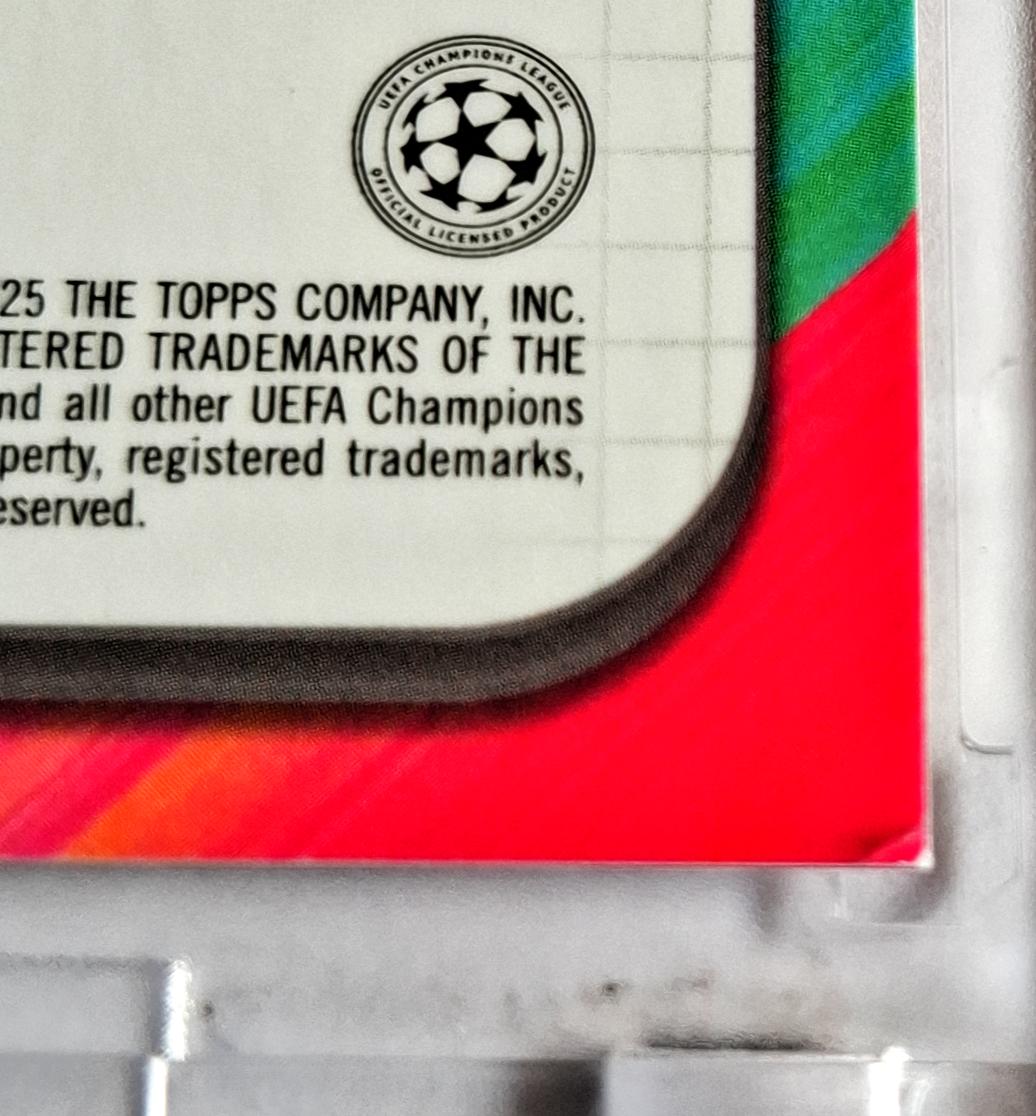 UEFA CHAMPIONS LEAGUE
OFFICIAL LICENSED PRODUCT
25 THE TOPPS COMPANY, INC.
TERED TRADEMARKS OF THE
nd all other UEFA Champions
perty, registered trademarks,
eserved.